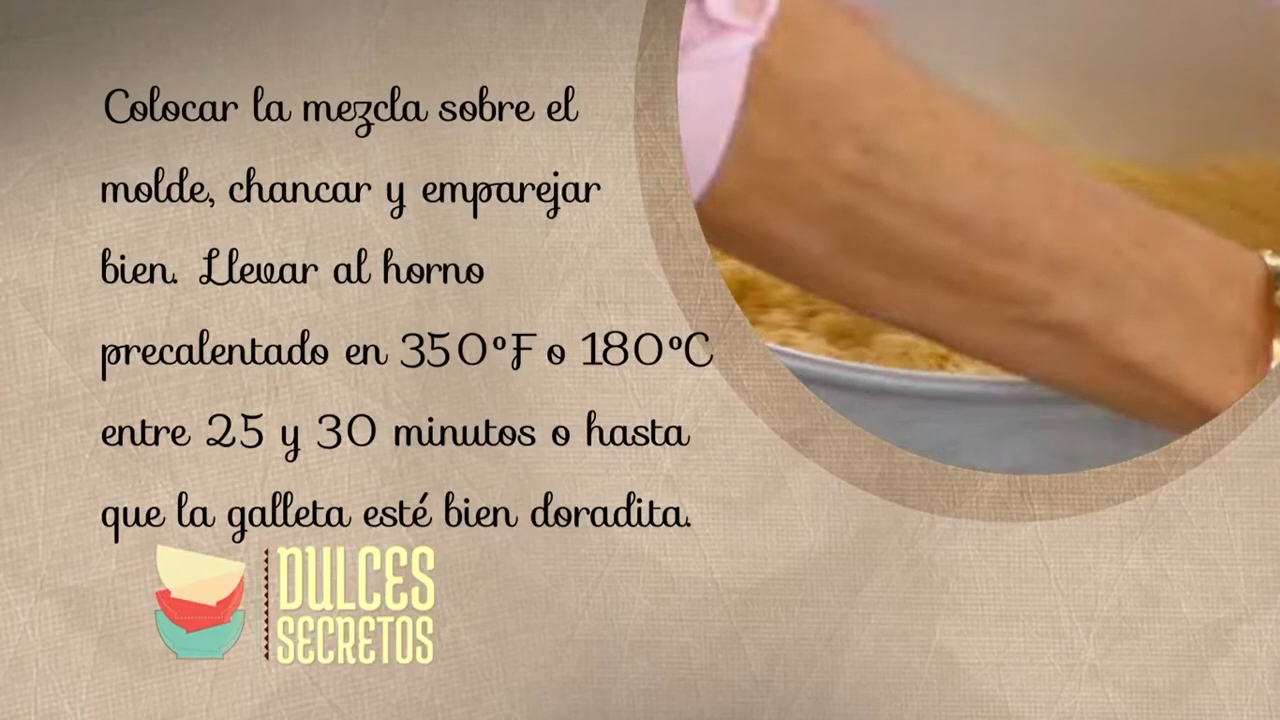 Colocar la mezcla sobre el
molde, chancar y emparejar
bien. Llevar al horno
precalentado en 350°F o 180°C
entre 25 y 30 minutos o hasta
que la galleta esté bien doradita.
DULCES
SECRETOS